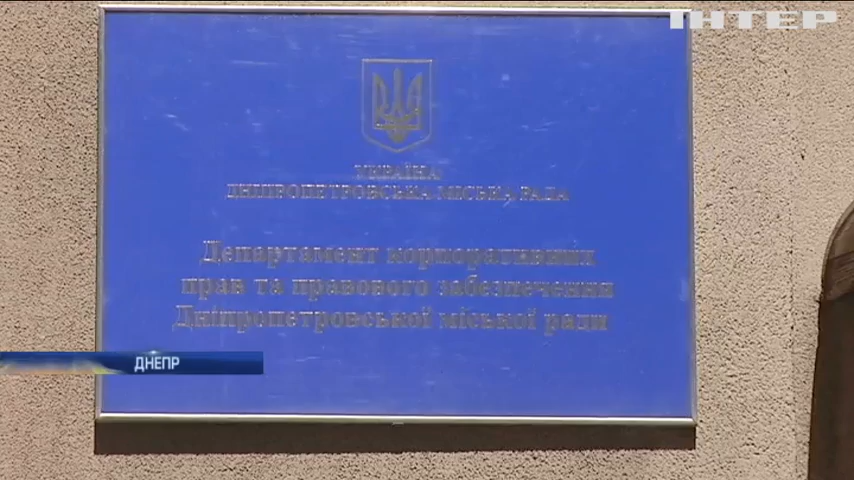 ІНТЕР
УКРАЇНА
ДНІПРОПЕТРОВСЬКА МІСЬКА РАДА
Департамент корпоративних
прав та правового забезпечення
Дніпропетровської міської ради
ДНЕПР